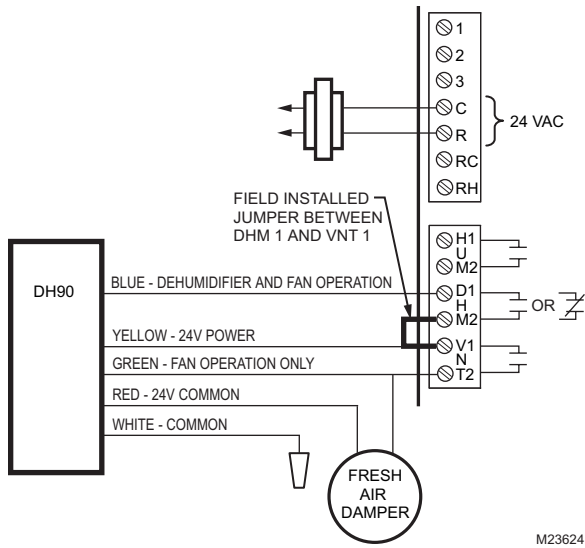 1
2
3
C
R
24 VAC
RC
RH
FIELD INSTALLED
JUMPER BETWEEN
DHM 1 AND VNT 1
H1
U
M2
DH90
BLUE - DEHUMIDIFIER AND FAN OPERATION
D1
H
OR
M2
YELLOW - 24V POWER
V1
N
GREEN - FAN OPERATION ONLY
T2
RED - 24V COMMON
WHITE - COMMON
FRESH
AIR
DAMPER
M23624